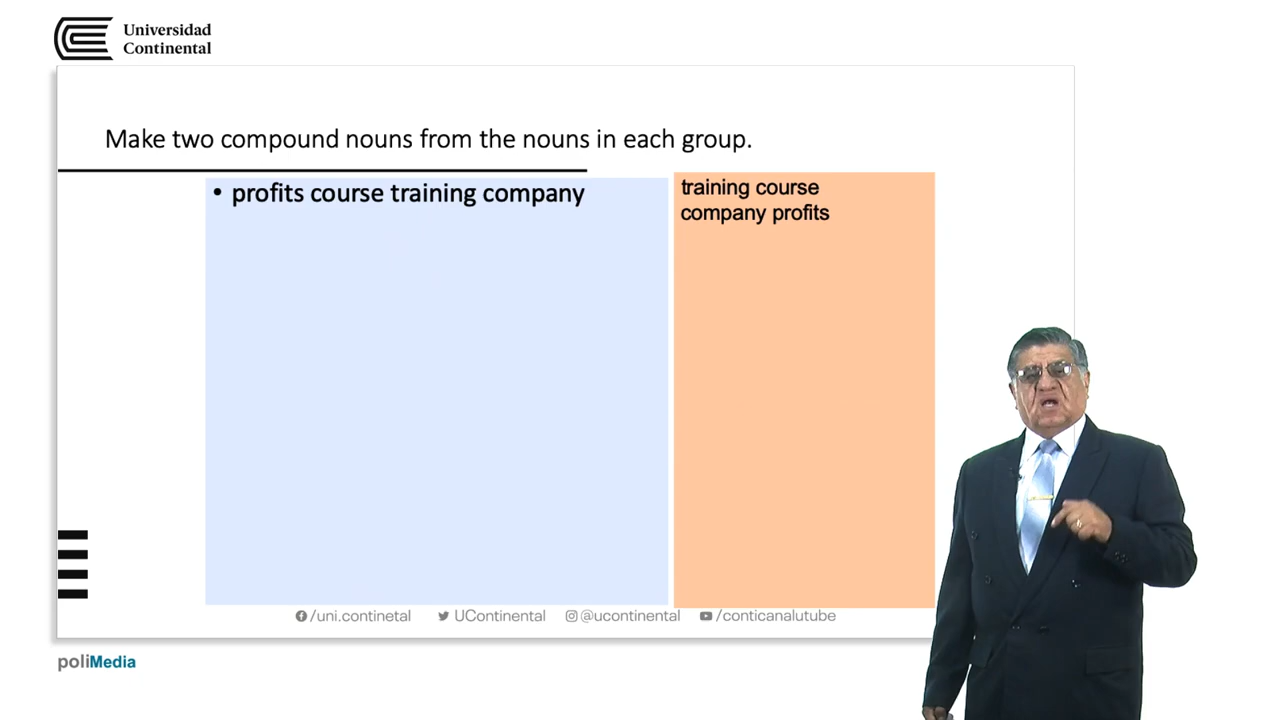 Universidad
Continental
Make two compound nouns from the nouns in each group.
• profits course training company
training course
company profits
/uni.continetal UContinental @ucontinental /conticanalutube
poliMedia